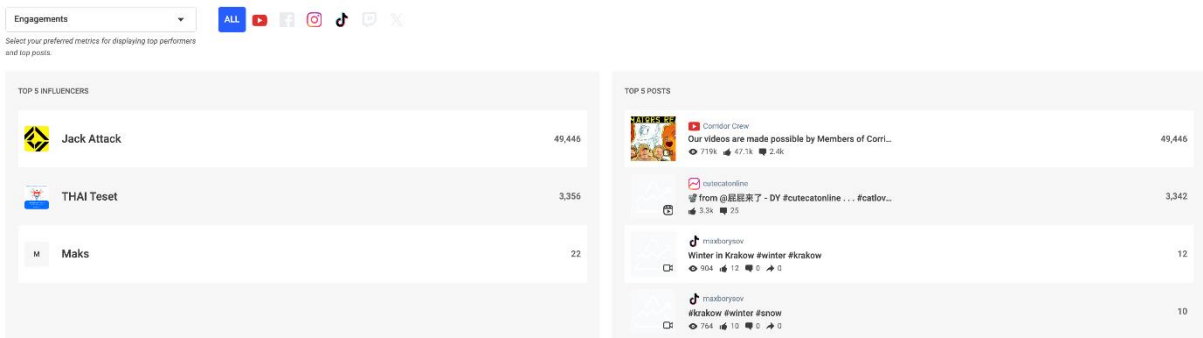 Engagements
ALL
Select your preferred metrics for displaying top performers
and top posts.
TOP 5 INFLUENCERS
Jack Attack
49,446
THAI Teset
3,356
M
Maks
22
TOP 5 POSTS
Corridor Crew
Our videos are made possible by Members of Corri...
719k 47.1k 2.4k
49,446
cutecatonline
from @屁屁来了 - DY #cutecatonline . . . #catlov...
3.3k 25
3,342
maxborysov
Winter in Krakow #winter #krakow
904 12 0 0
12
maxborysov
#krakow #winter #snow
764 10 0 0
10